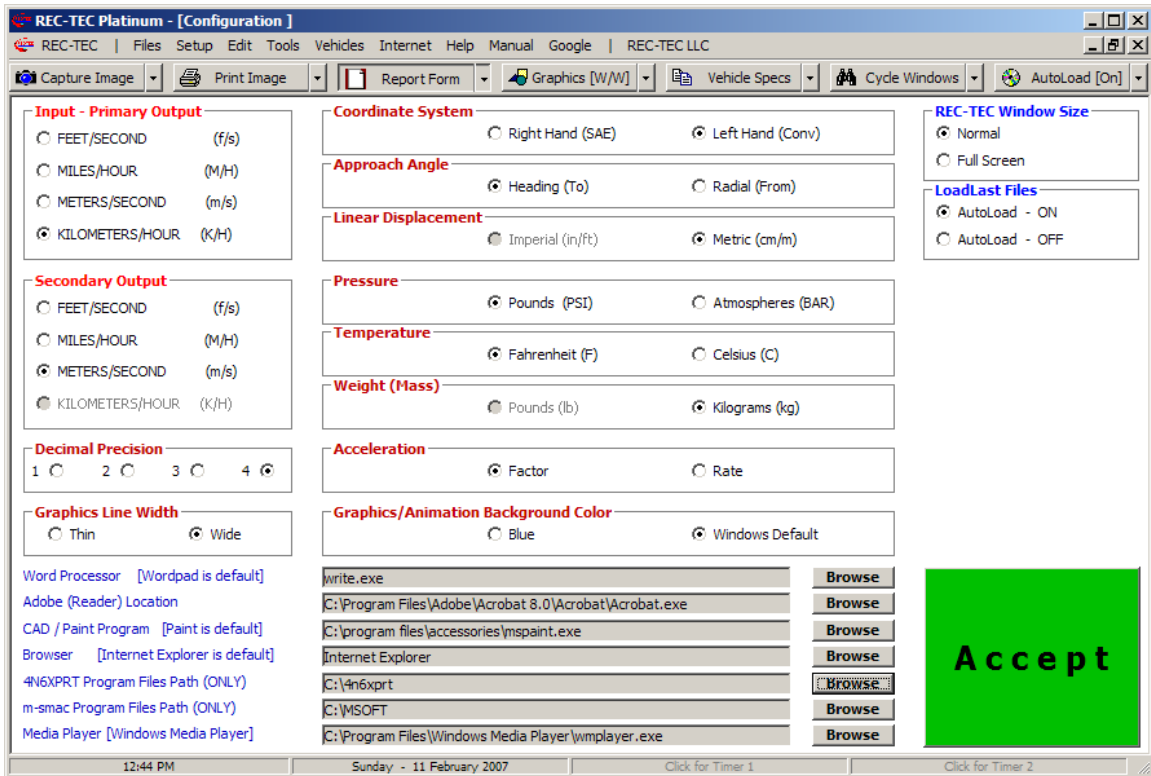 REC-TEC Platinum - [Configuration ]
REC-TEC | Files Setup Edit Tools Vehicles Internet Help Manual Google | REC-TEC LLC
Capture Image Print Image Report Form Graphics [W/W] Vehicle Specs Cycle Windows AutoLoad [On]
Input - Primary Output
FEET/SECOND (f/s)
MILES/HOUR (M/H)
METERS/SECOND (m/s)
KILOMETERS/HOUR (K/H)
Secondary Output
FEET/SECOND (f/s)
MILES/HOUR (M/H)
METERS/SECOND (m/s)
KILOMETERS/HOUR (K/H)
Decimal Precision
1 2 3 4
Graphics Line Width
Thin Wide
Coordinate System
Right Hand (SAE) Left Hand (Conv)
Approach Angle
Heading (To) Radial (From)
Linear Displacement
Imperial (in/ft) Metric (cm/m)
Pressure
Pounds (PSI) Atmospheres (BAR)
Temperature
Fahrenheit (F) Celsius (C)
Weight (Mass)
Pounds (lb) Kilograms (kg)
Acceleration
Factor Rate
Graphics/Animation Background Color
Blue Windows Default
REC-TEC Window Size
Normal
Full Screen
LoadLast Files
AutoLoad - ON
AutoLoad - OFF
Word Processor [Wordpad is default] write.exe Browse
Adobe (Reader) Location C:\Program Files\Adobe\Acrobat 8.0\Acrobat\Acrobat.exe Browse
CAD / Paint Program [Paint is default] C:\program files\accessories\mspaint.exe Browse
Browser [Internet Explorer is default] Internet Explorer Browse
4N6XPRT Program Files Path (ONLY) C:\4n6xprt Browse
m-smac Program Files Path (ONLY) C:\MSOFT Browse
Media Player [Windows Media Player] C:\Program Files\Windows Media Player\wmplayer.exe Browse
Accept
12:44 PM Sunday - 11 February 2007 Click for Timer 1 Click for Timer 2